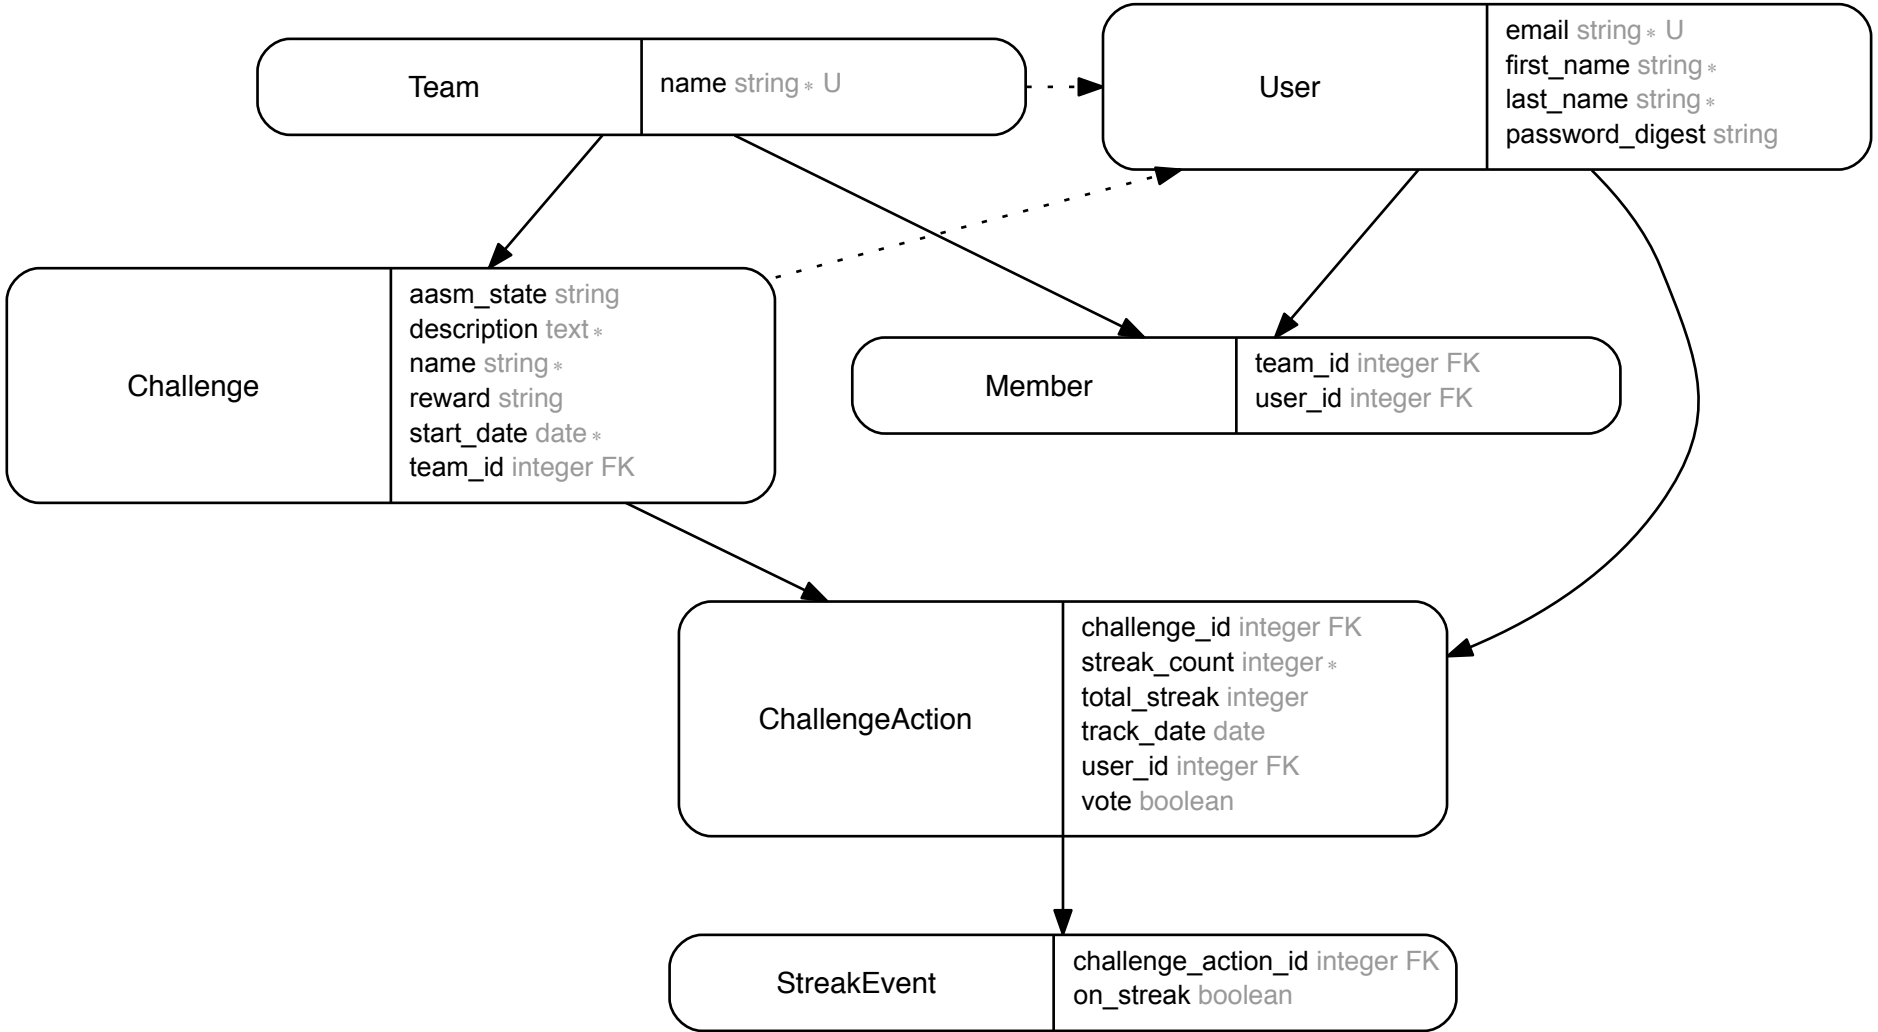 Team
name string∗ U
User
email string∗ U
first_name string∗
last_name string∗
password_digest string
Challenge
aasm_state string
description text∗
name string∗
reward string
start_date date∗
team_id integer FK
Member
team_id integer FK
user_id integer FK
ChallengeAction
challenge_id integer FK
streak_count integer∗
total_streak integer
track_date date
user_id integer FK
vote boolean
StreakEvent
challenge_action_id integer FK
on_streak boolean